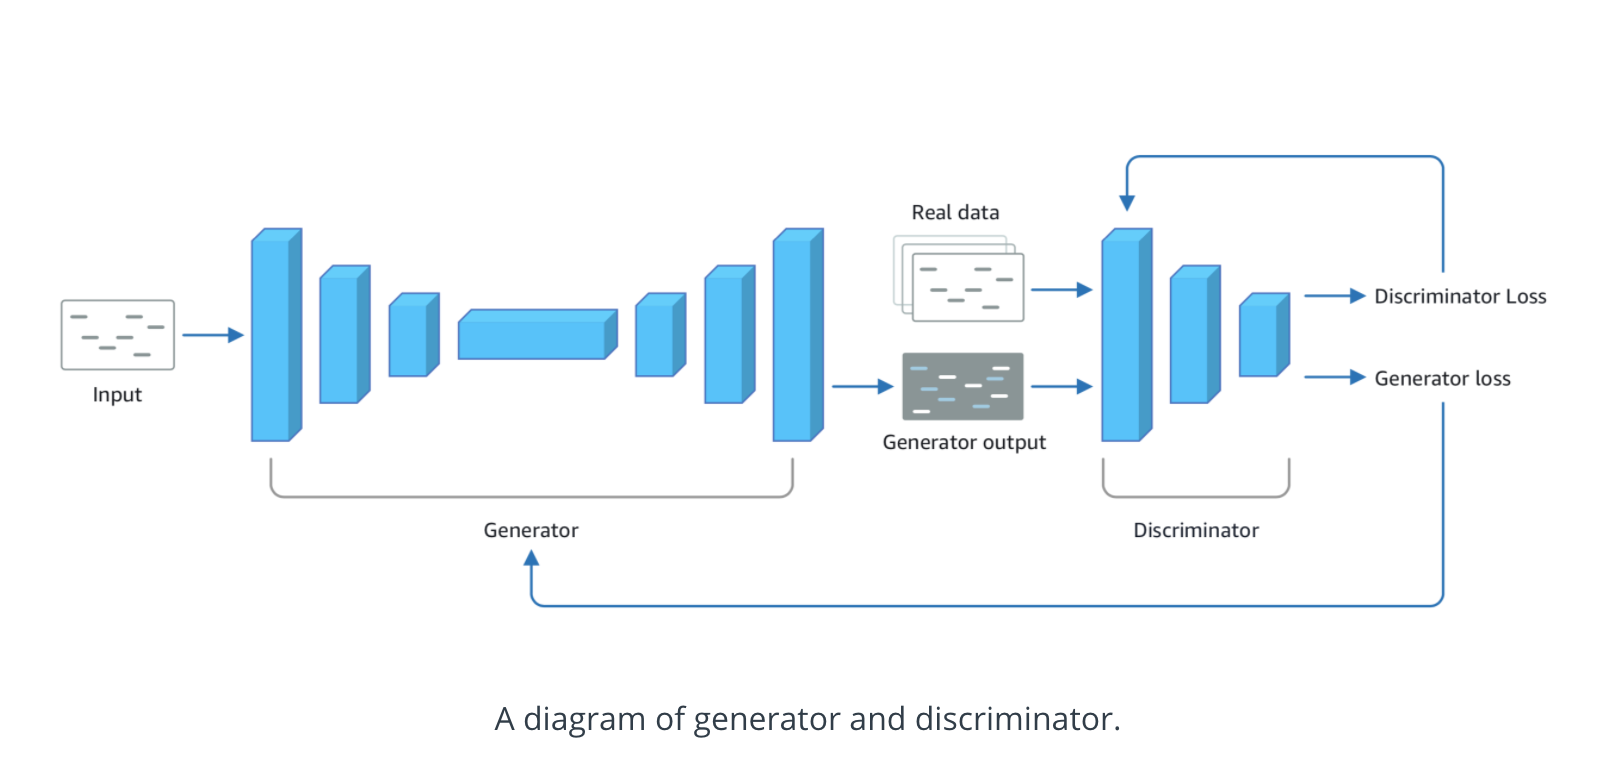 Input
Generator
Real data
Generator output
Discriminator
Discriminator Loss
Generator loss
A diagram of generator and discriminator.